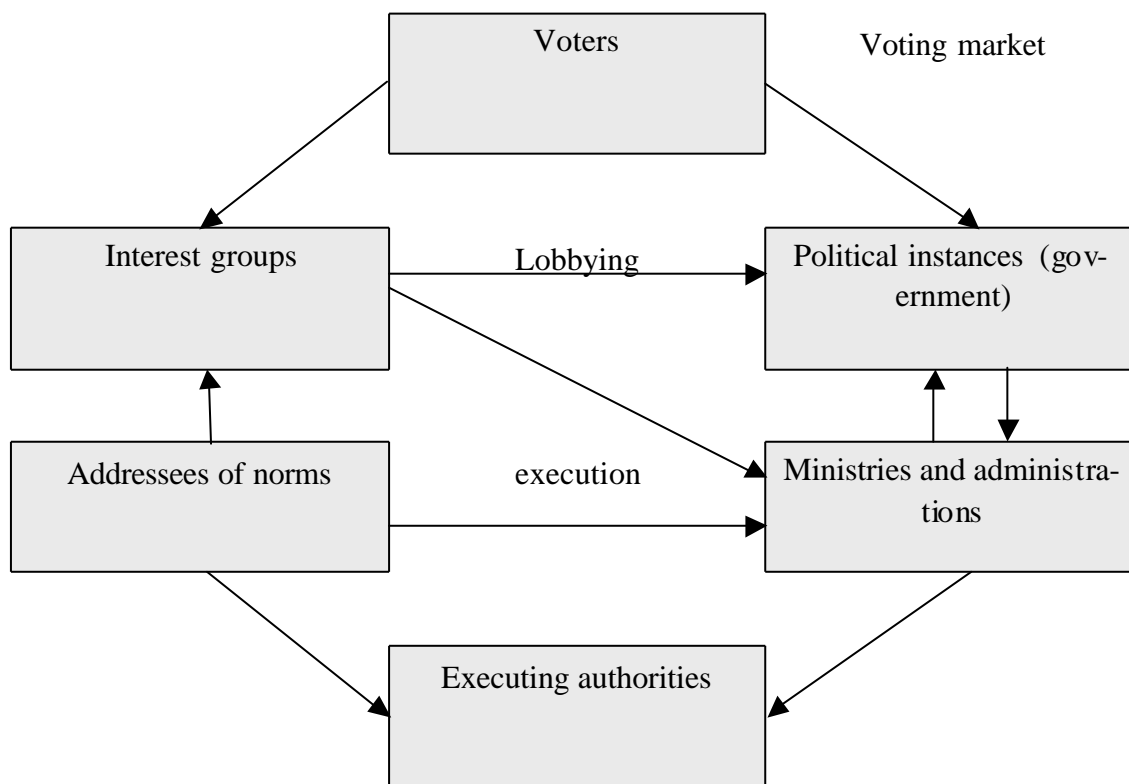 Voters
Voting market
Interest groups
Lobbying
Political instances (gov-
ernment)
Addressees of norms
execution
Ministries and administra-
tions
Executing authorities